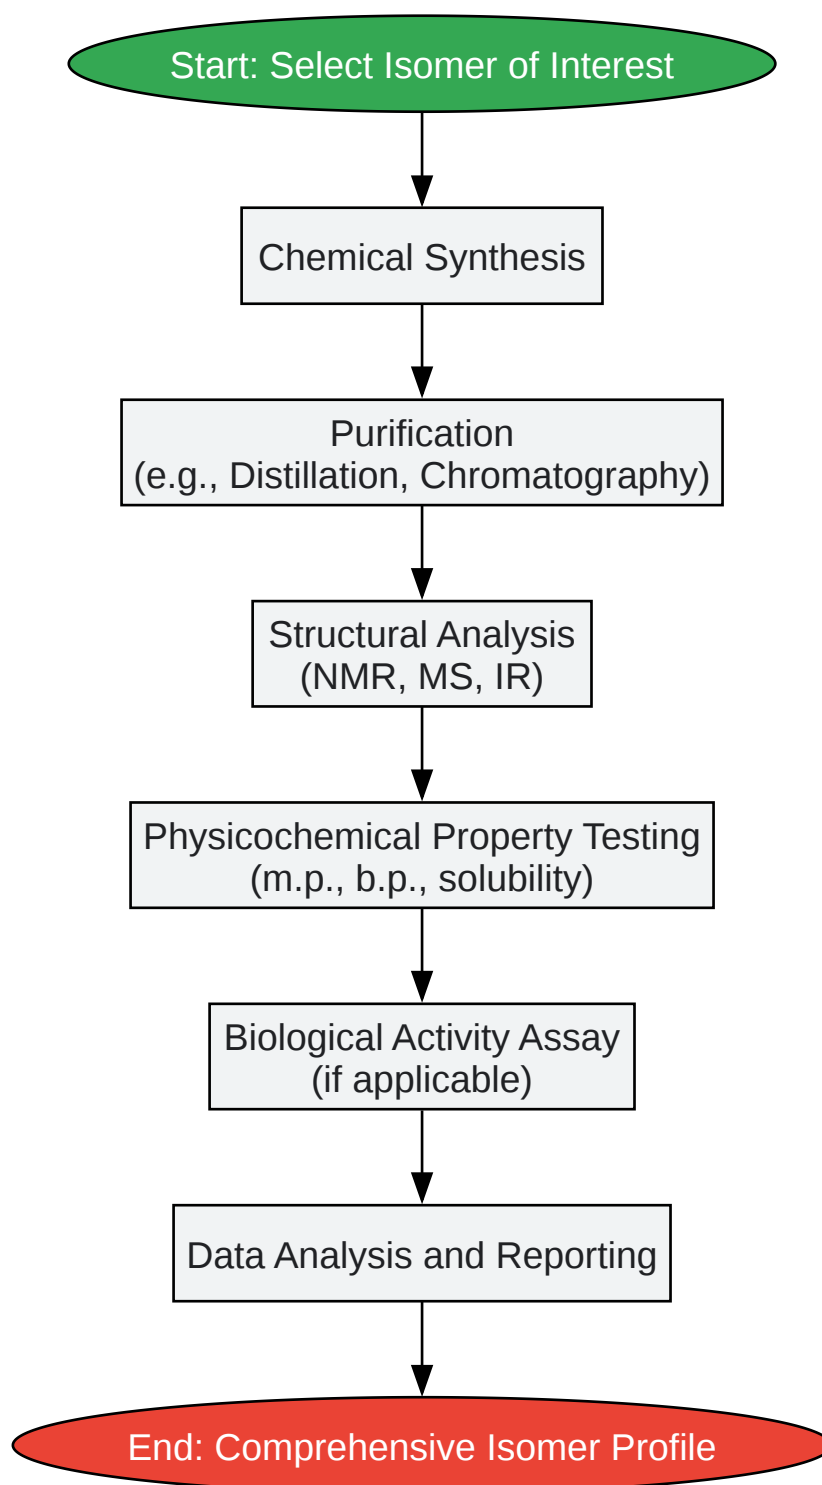 Start: Select Isomer of Interest
Chemical Synthesis
Purification
(e.g., Distillation, Chromatography)
Structural Analysis
(NMR, MS, IR)
Physicochemical Property Testing
(m.p., b.p., solubility)
Biological Activity Assay
(if applicable)
Data Analysis and Reporting
End: Comprehensive Isomer Profile